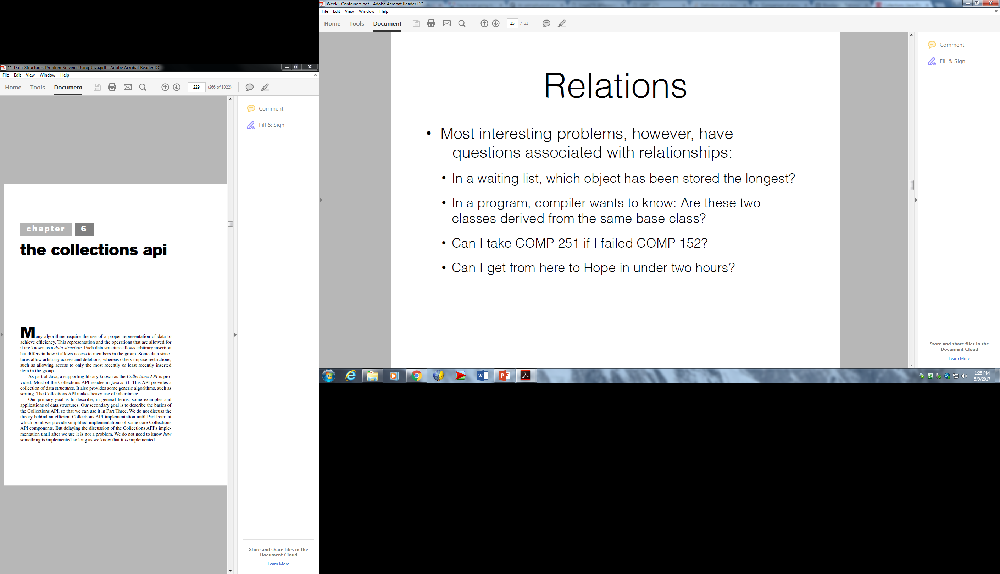 11-Data-Structures-Problem-Solving-Using-Java.pdf - Adobe Acrobat Reader DC
File Edit View Window Help
Home Tools Document 229 (266 of 1022)
Comment
Fill & Sign
chapter 6
the collections api
Many algorithms require the use of a proper representation of data to
achieve efficiency. This representation and the operations that are allowed for
it are known as a data structure. Each data structure allows arbitrary insertion
but differs in how it allows access to members in the group. Some data struc-
tures allow arbitrary access and deletions, whereas others impose restrictions,
such as allowing access to only the most recently or least recently inserted
item in the group.
As part of Java, a supporting library known as the Collections API is pro-
vided. Most of the Collections API resides in java.util. This API provides a
collection of data structures. It also provides some generic algorithms, such as
sorting. The Collections API makes heavy use of inheritance.
Our primary goal is to describe, in general terms, some examples and
applications of data structures. Our secondary goal is to describe the basics of
the Collections API, so that we can use it in Part Three. We do not discuss the
theory behind an efficient Collections API implementation until Part Four, at
which point we provide simplified implementations of some core Collections
API components. But delaying the discussion of the Collections API's imple-
mentation until after we use it is not a problem. We do not need to know how
something is implemented so long as we know that it is implemented.
Store and share files in the
Document Cloud
Learn More
Week3-Containers.pdf - Adobe Acrobat Reader DC
File Edit View Window Help
Home Tools Document 15 / 31
Relations
• Most interesting problems, however, have
questions associated with relationships:
• In a waiting list, which object has been stored the longest?
• In a program, compiler wants to know: Are these two
classes derived from the same base class?
• Can I take COMP 251 if I failed COMP 152?
• Can I get from here to Hope in under two hours?
Comment
Fill & Sign
Store and share files in the
Document Cloud
Learn More
1:28 PM
5/9/2017